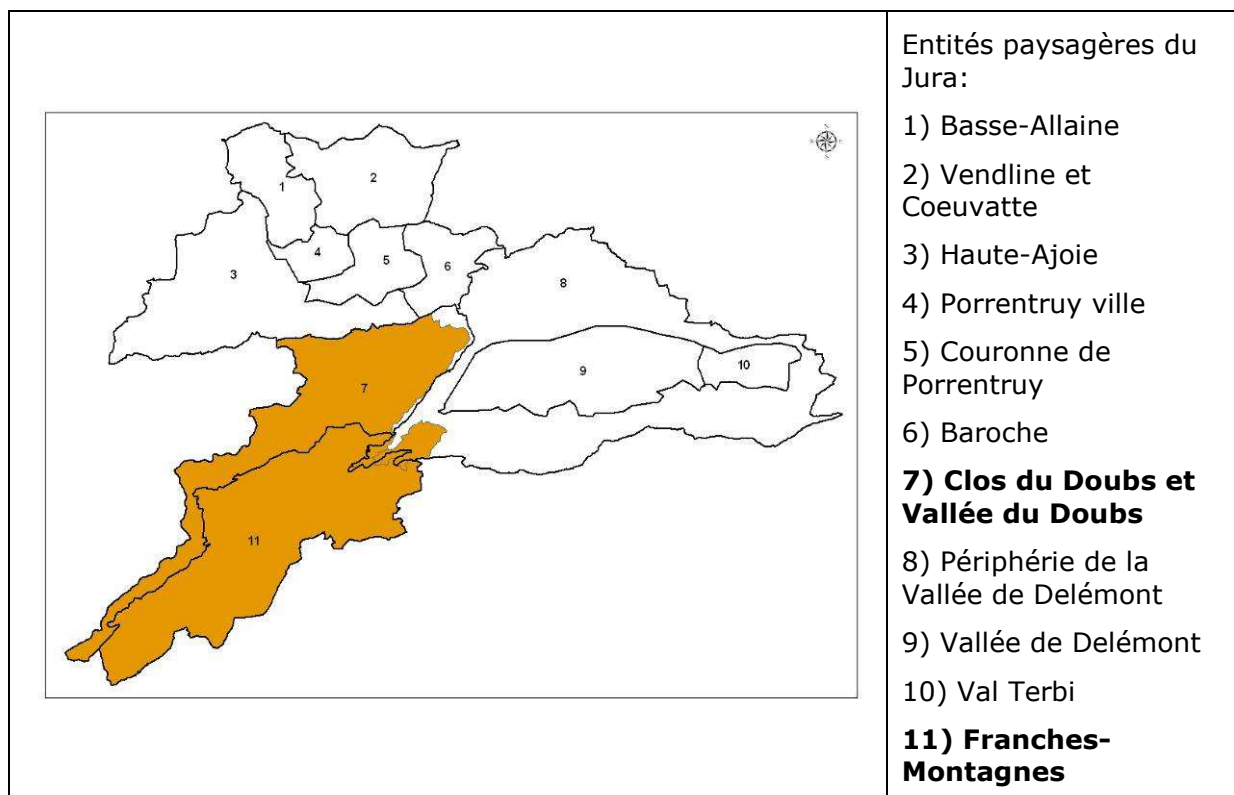 Entités paysagères du
Jura:
1) Basse-Allaine
2) Vendline et
Coeuvatte
3) Haute-Ajoie
4) Porrentruy ville
5) Couronne de
Porrentruy
6) Baroche
7) Clos du Doubs et
Vallée du Doubs
8) Périphérie de la
Vallée de Delémont
9) Vallée de Delémont
10) Val Terbi
11) Franches-
Montagnes
1
2
3
4
5
6
7
8
9
10
11